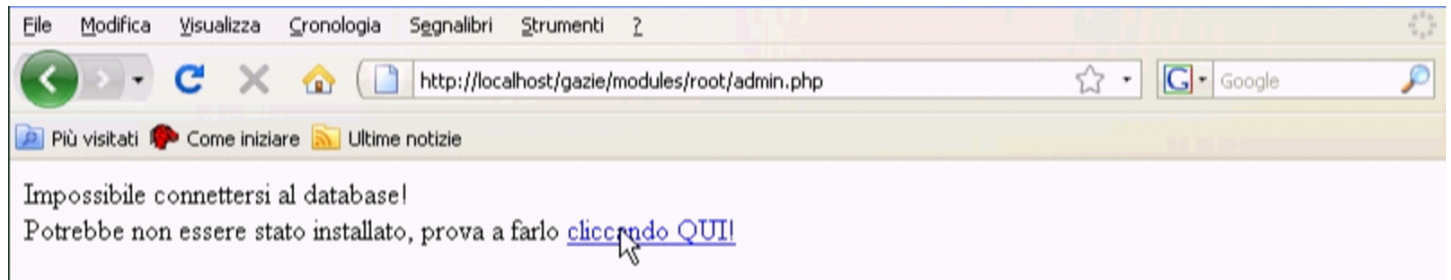 File Modifica Visualizza Cronologia Segnalibri Strumenti ?
http://localhost/gazie/modules/root/admin.php G Google
Più visitati Come iniziare Ultime notizie
Impossibile connettersi al database!
Potrebbe non essere stato installato, prova a farlo cliccando QUI!